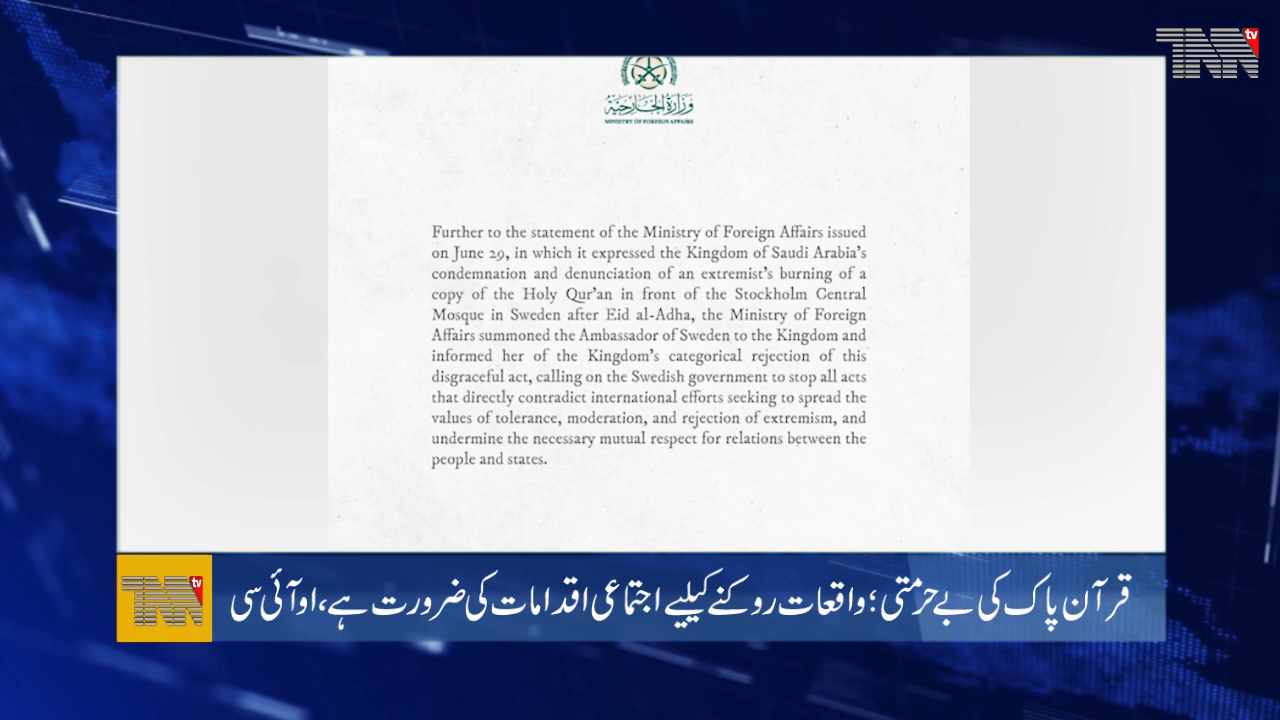 TNN tv
وزارة الخارجية
MINISTRY OF FOREIGN AFFAIRS
Further to the statement of the Ministry of Foreign Affairs issued
on June 29, in which it expressed the Kingdom of Saudi Arabia's
condemnation and denunciation of an extremist's burning of a
copy of the Holy Qur'an in front of the Stockholm Central
Mosque in Sweden after Eid al-Adha, the Ministry of Foreign
Affairs summoned the Ambassador of Sweden to the Kingdom and
informed her of the Kingdom's categorical rejection of this
disgraceful act, calling on the Swedish government to stop all acts
that directly contradict international efforts seeking to spread the
values of tolerance, moderation, and rejection of extremism, and
undermine the necessary mutual respect for relations between the
people and states.
قرآن پاک کی بے حرمتی: واقعات روکنے کیلیے اجتماعی اقدامات کی ضرورت ہے، او آئی سی
TNN tv